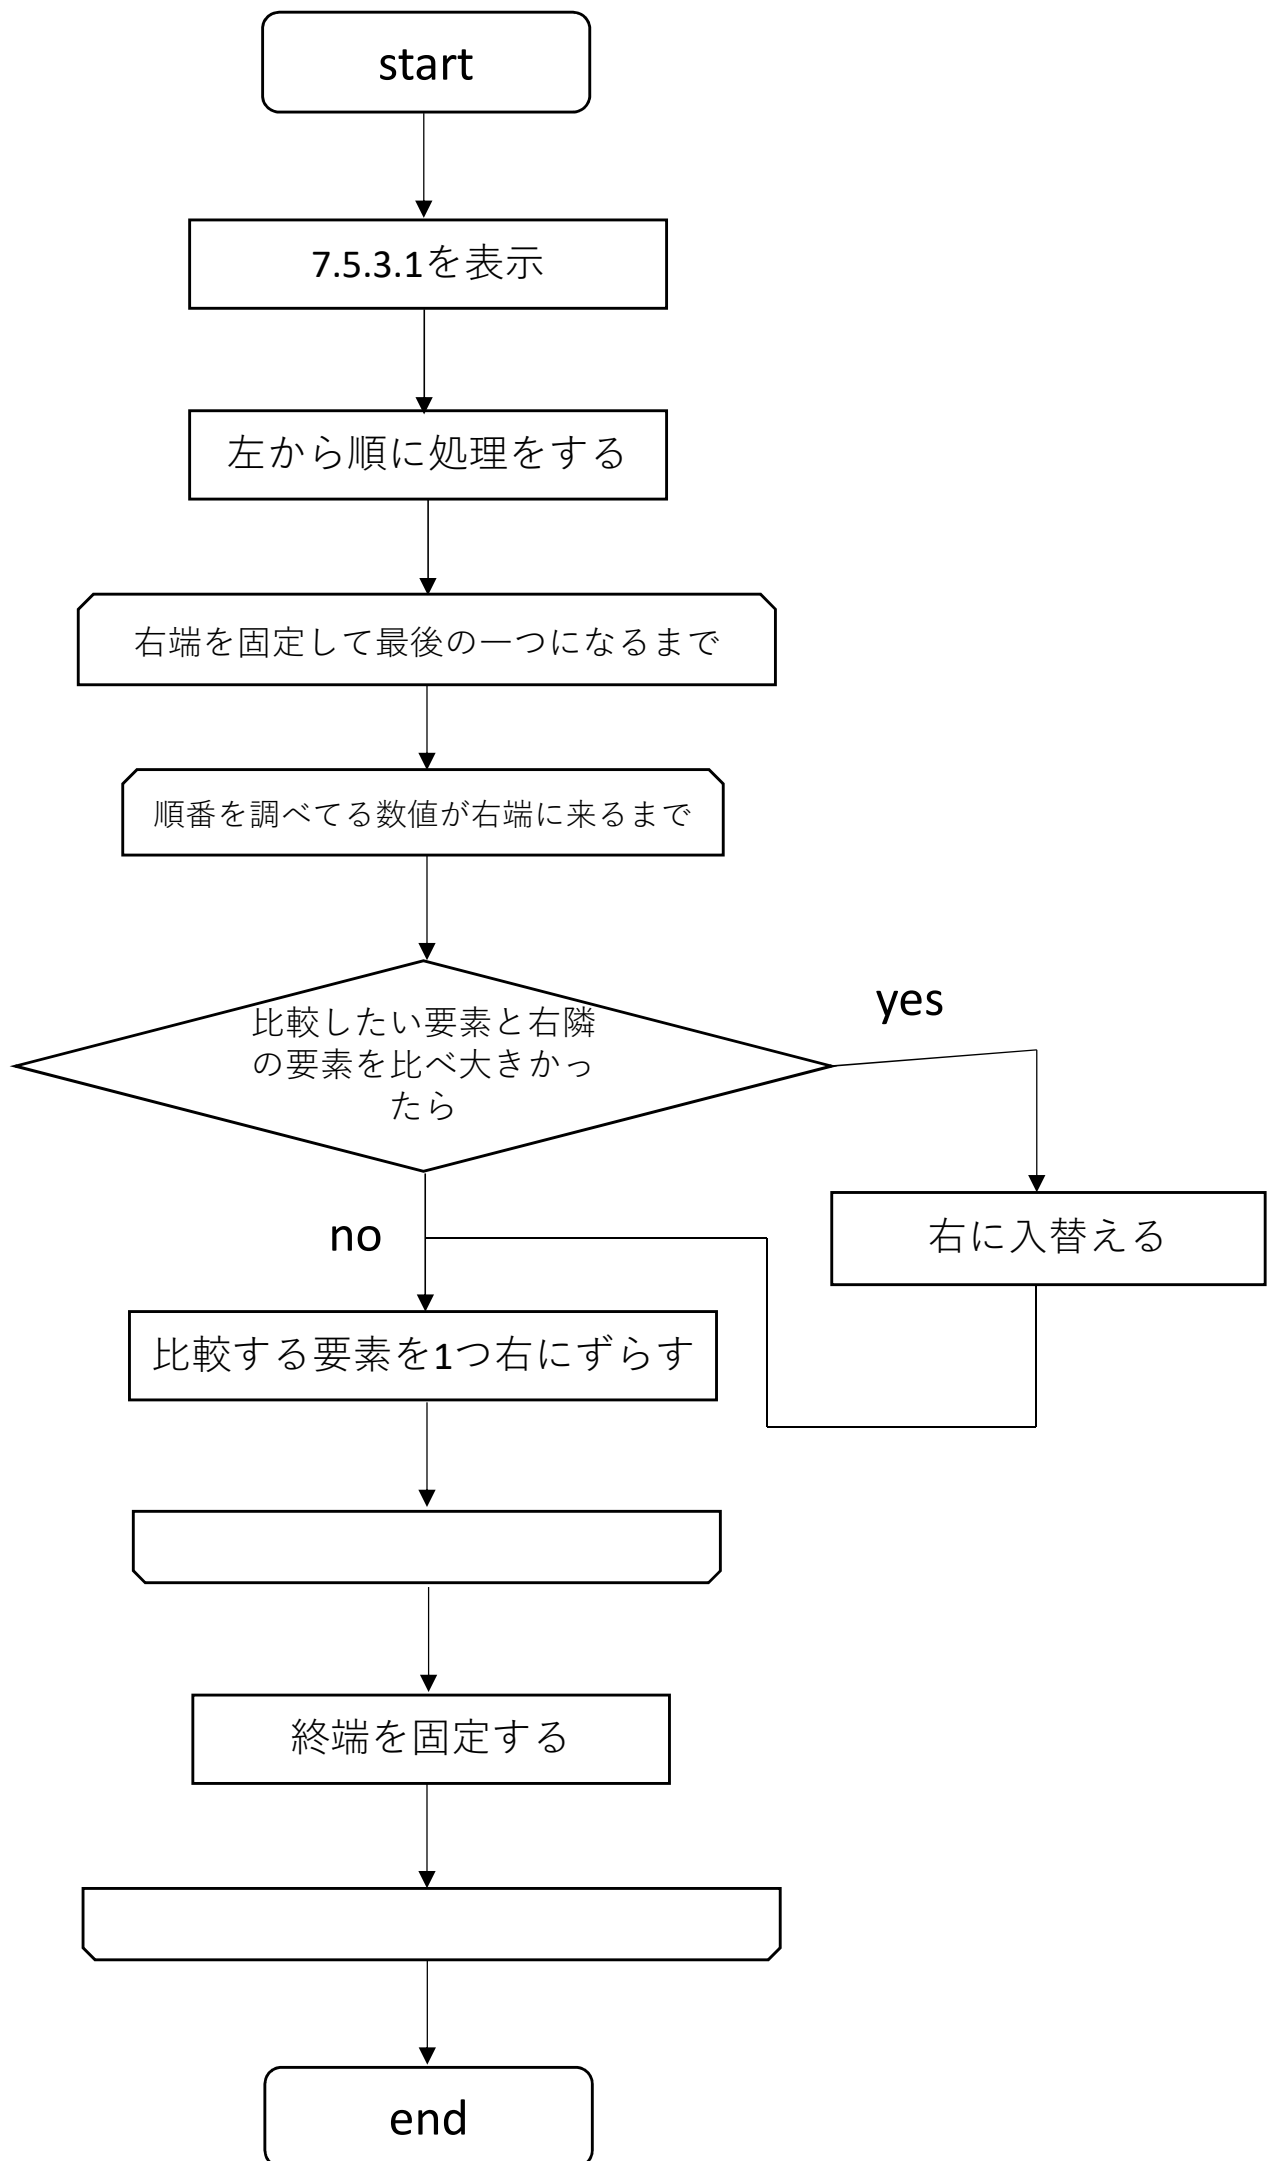 start
7.5.3.1を表示
左から順に処理をする
右端を固定して最後の一つになるまで
順番を調べてる数値が右端に来るまで
比較したい要素と右隣
の要素を比べ大きかっ
たら
yes
右に入替える
no
比較する要素を1つ右にずらす
終端を固定する
end